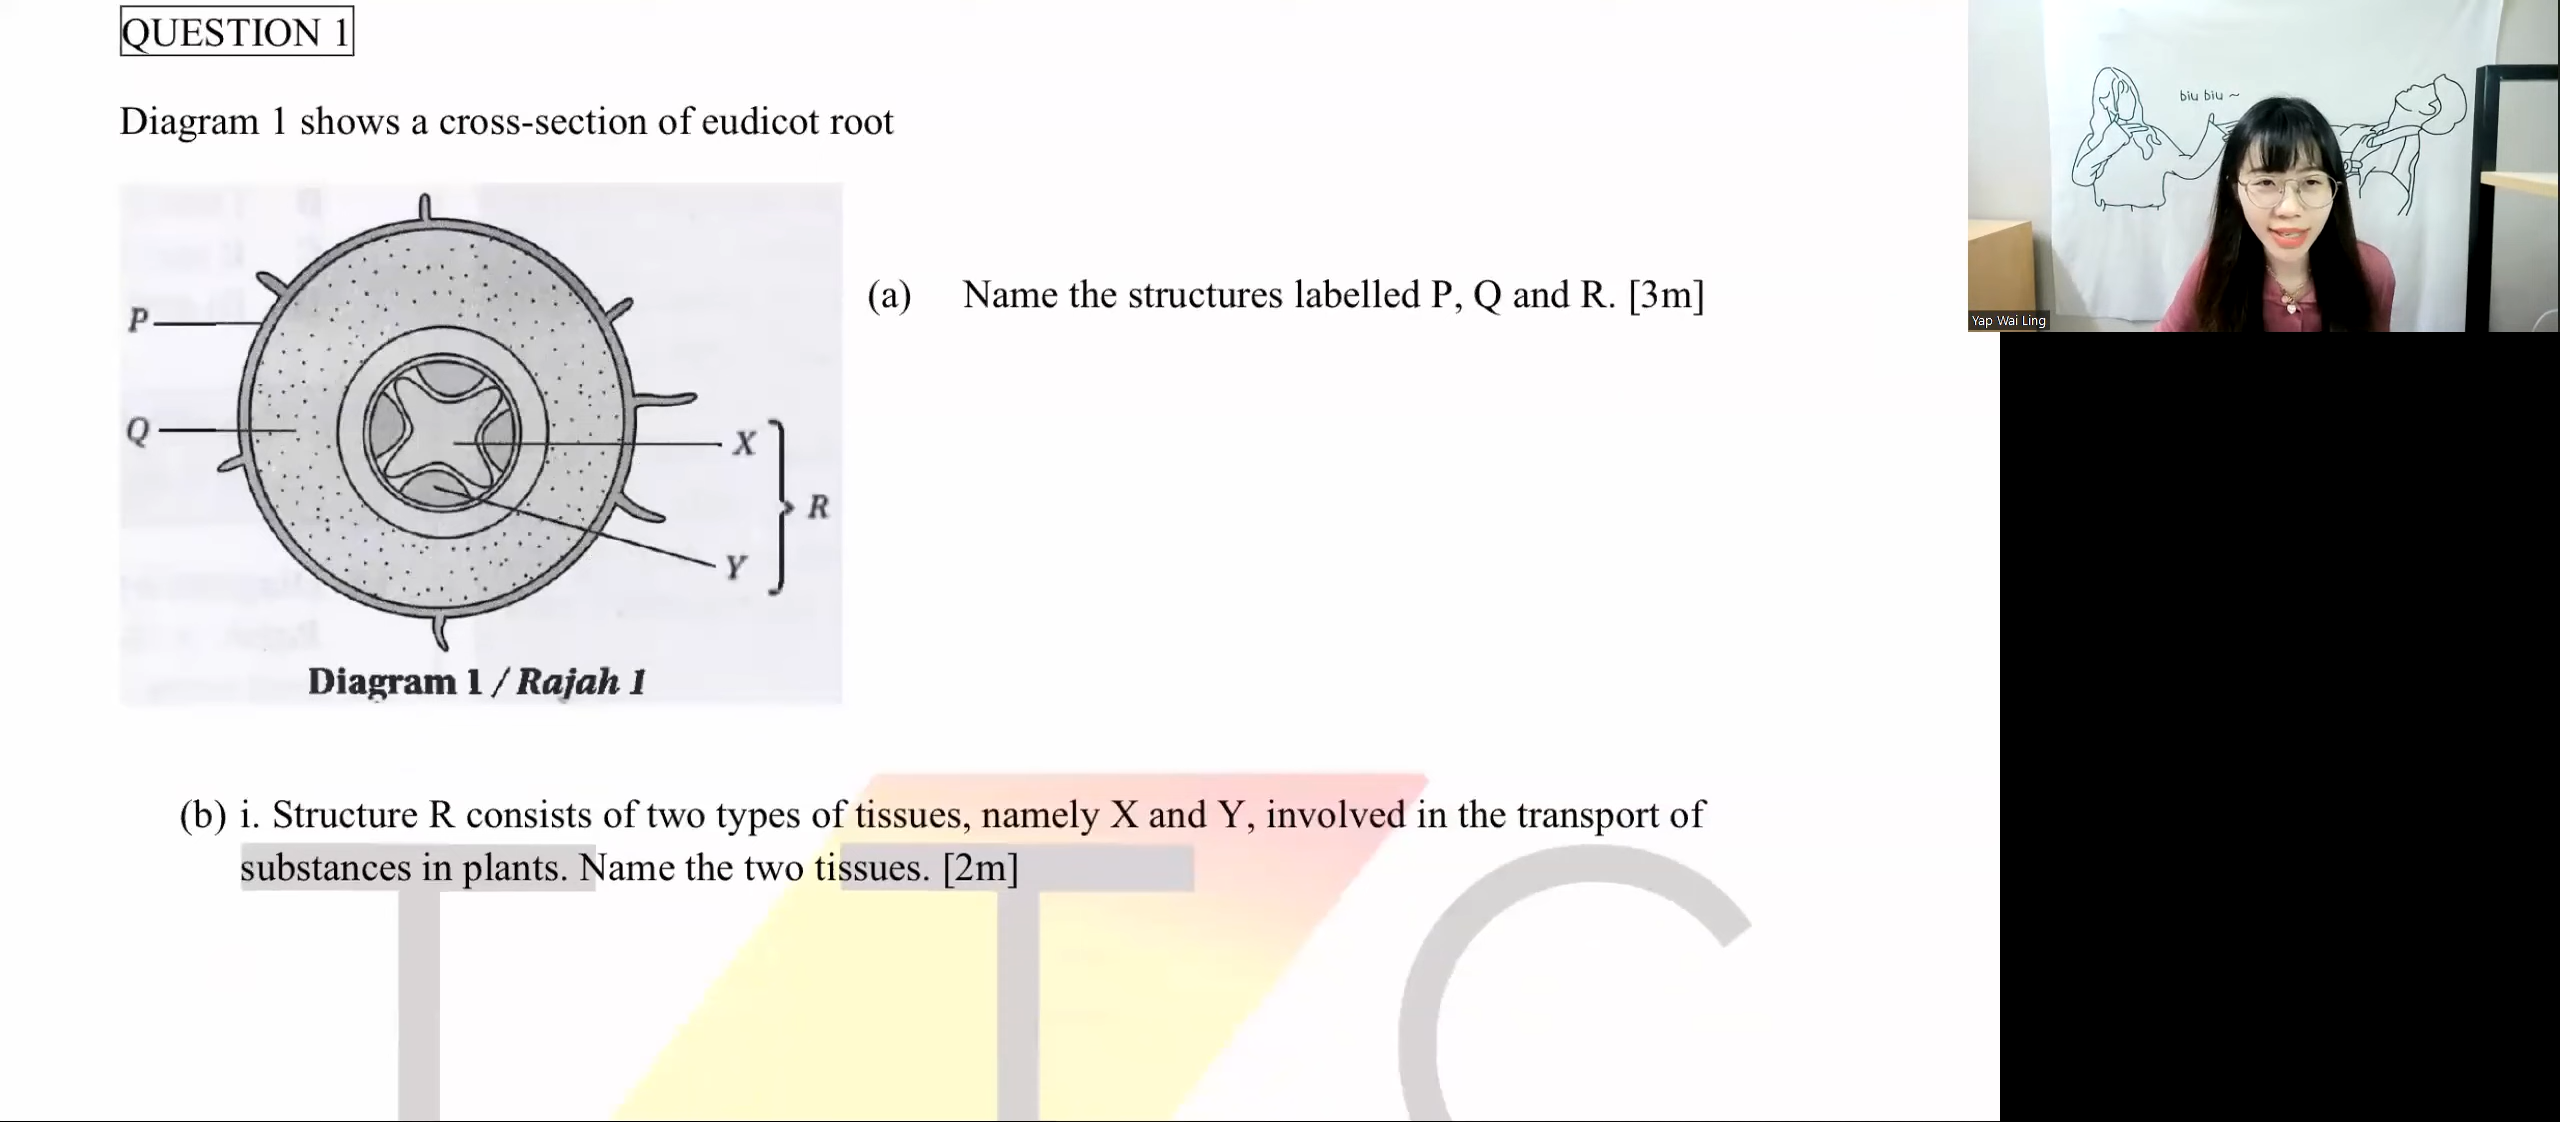 QUESTION 1
Diagram 1 shows a cross-section of eudicot root
P
Q
X
R
Y
Diagram 1 / Rajah 1
(a) Name the structures labelled P, Q and R. [3m]
(b) i. Structure R consists of two types of tissues, namely X and Y, involved in the transport of
substances in plants. Name the two tissues. [2m]
TTC
biu biu ~
Yap Wai Ling